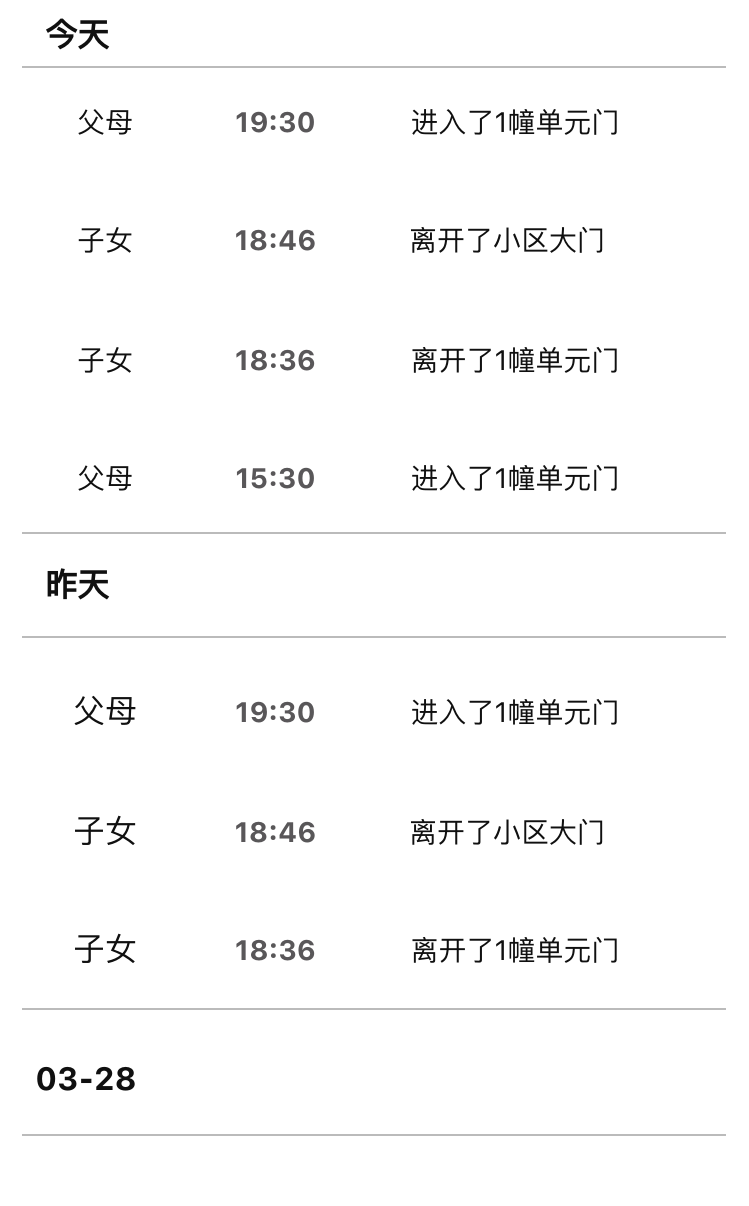 今天
父母 19:30 进入了1幢单元门
子女 18:46 离开了小区大门
子女 18:36 离开了1幢单元门
父母 15:30 进入了1幢单元门
昨天
父母 19:30 进入了1幢单元门
子女 18:46 离开了小区大门
子女 18:36 离开了1幢单元门
03-28